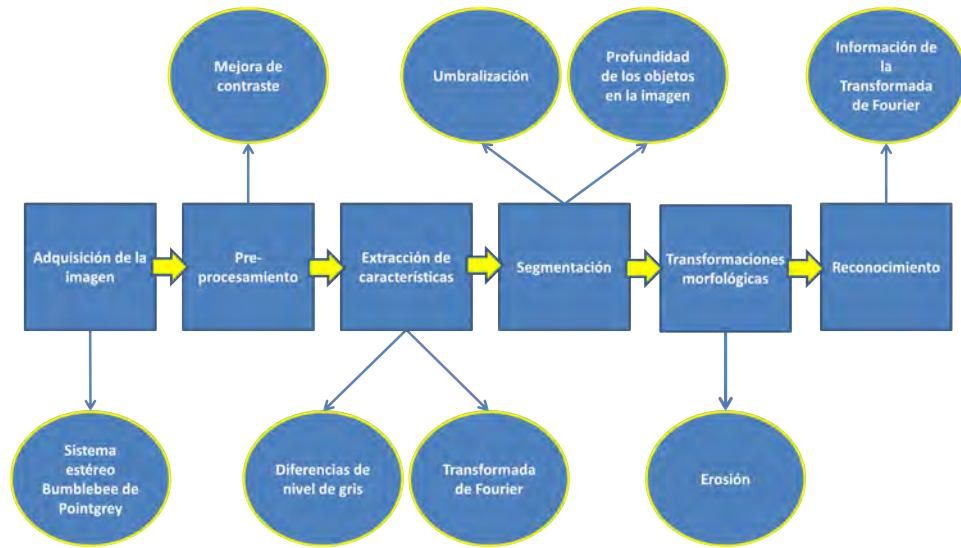 Mejora de
contraste
Umbralización
Profundidad
de los objetos
en la imagen
Información de
la
Transformada
de Fourier
Adquisición de la
imagen
Pre-
procesamiento
Extracción de
características
Segmentación
Transformaciones
morfológicas
Reconocimiento
Sistema
estéreo
Bumblebee de
Pointgrey
Diferencias de
nivel de gris
Transformada
de Fourier
Erosión